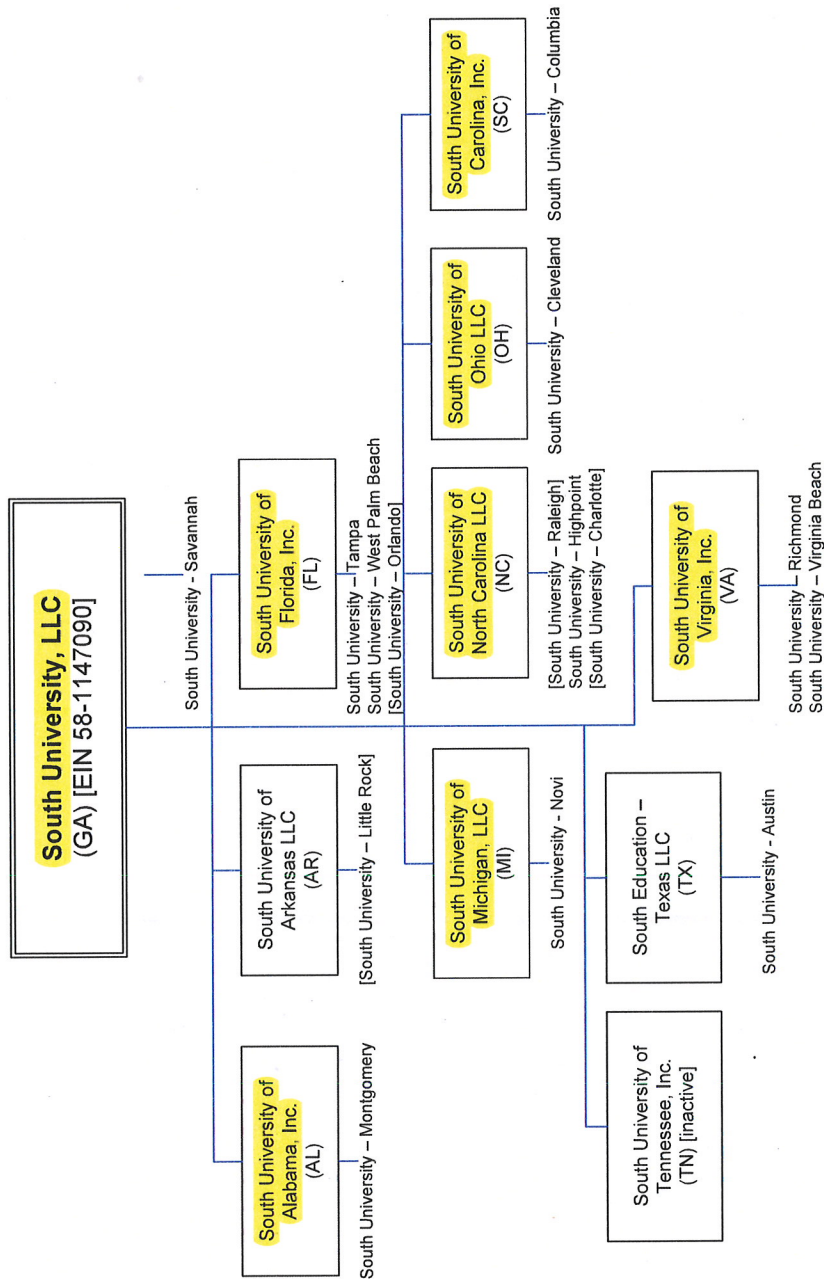 South University, LLC
(GA) [EIN 58-1147090]
South University - Savannah
South University of
Alabama, Inc.
(AL)
South University – Montgomery
South University of
Arkansas LLC
(AR)
[South University – Little Rock]
South University of
Florida, Inc.
(FL)
South University – Tampa
South University – West Palm Beach
[South University – Orlando]
South University of
Michigan, LLC
(MI)
South University - Novi
South University of
North Carolina LLC
(NC)
[South University – Raleigh]
South University – Highpoint
[South University – Charlotte]
South University of
Ohio LLC
(OH)
South University – Cleveland
South University of
Carolina, Inc.
(SC)
South University – Columbia
South University of
Tennessee, Inc.
(TN) [inactive]
South Education –
Texas LLC
(TX)
South University - Austin
South University of
Virginia, Inc.
(VA)
South University – Richmond
South University – Virginia Beach